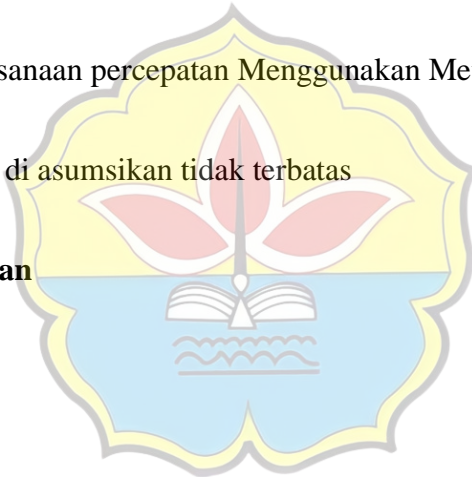 sanaan percepatan Menggunakan Me
di asumsikan tidak terbatas
an